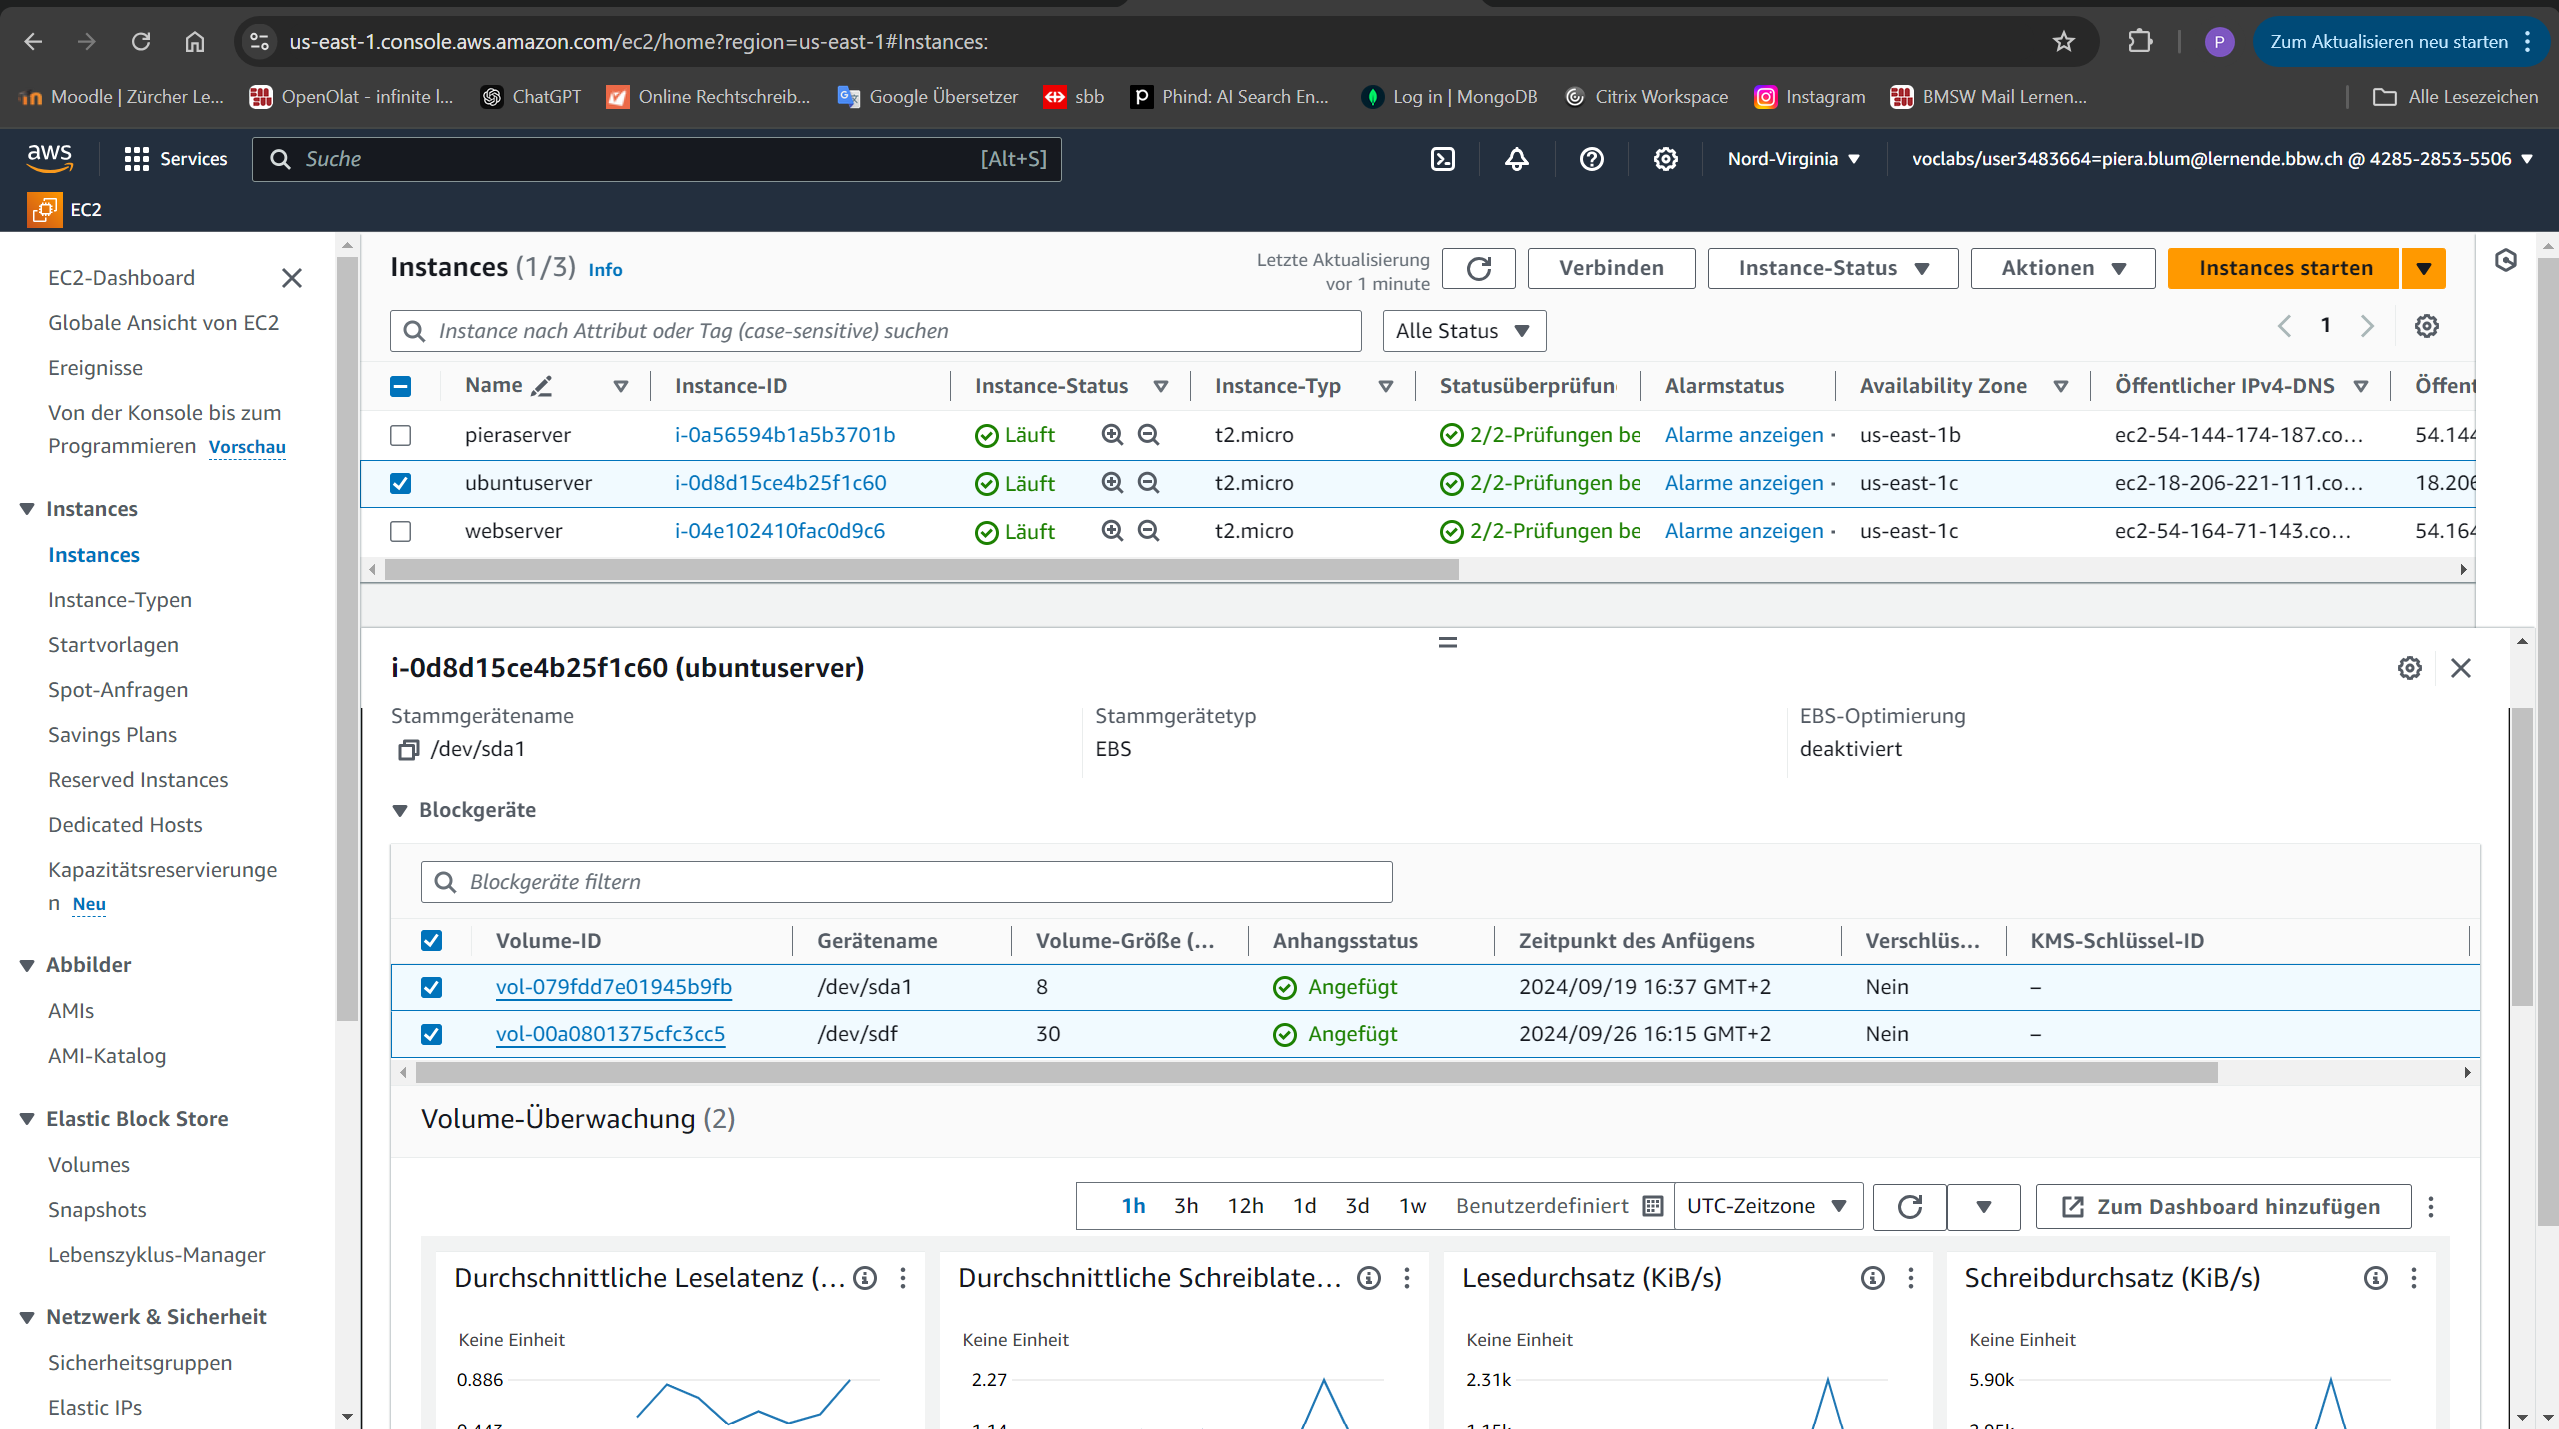 us-east-1.console.aws.amazon.com/ec2/home?region=us-east-1#Instances:
P
Zum Aktualisieren neu starten
Moodle | Zürcher Le...
OpenOlat - infinite l...
ChatGPT
Online Rechtschreib...
Google Übersetzer
sbb
Phind: AI Search En...
Log in | MongoDB
Citrix Workspace
Instagram
BMSW Mail Lernen...
Alle Lesezeichen
aws
Services
Suche
[Alt+S]
Nord-Virginia
voclabs/user3483664=piera.blum@lernende.bbw.ch @ 4285-2853-5506
EC2
EC2-Dashboard
Globale Ansicht von EC2
Ereignisse
Von der Konsole bis zum
Programmieren Vorschau
Instances
Instances
Instance-Typen
Startvorlagen
Spot-Anfragen
Savings Plans
Reserved Instances
Dedicated Hosts
Kapazitätsreservierunge
n Neu
Abbilder
AMIs
AMI-Katalog
Elastic Block Store
Volumes
Snapshots
Lebenszyklus-Manager
Netzwerk & Sicherheit
Sicherheitsgruppen
Elastic IPs
Instances (1/3) Info
Letzte Aktualisierung
vor 1 minute
Verbinden
Instance-Status
Aktionen
Instances starten
Instance nach Attribut oder Tag (case-sensitive) suchen
Alle Status
1
Name Instance-ID Instance-Status Instance-Typ Statusüberprüfun Alarmstatus Availability Zone Öffentlicher IPv4-DNS Öffent
pieraserver i-0a56594b1a5b3701b Läuft t2.micro 2/2-Prüfungen be Alarme anzeigen us-east-1b ec2-54-144-174-187.co... 54.144
ubuntuserver i-0d8d15ce4b25f1c60 Läuft t2.micro 2/2-Prüfungen be Alarme anzeigen us-east-1c ec2-18-206-221-111.co... 18.206
webserver i-04e102410fac0d9c6 Läuft t2.micro 2/2-Prüfungen be Alarme anzeigen us-east-1c ec2-54-164-71-143.co... 54.164
i-0d8d15ce4b25f1c60 (ubuntuserver)
Stammgerätename
/dev/sda1
Stammgerätetyp
EBS
EBS-Optimierung
deaktiviert
Blockgeräte
Blockgeräte filtern
Volume-ID Gerätename Volume-Größe (... Anhangsstatus Zeitpunkt des Anfügens Verschlüs... KMS-Schlüssel-ID
vol-079fdd7e01945b9fb /dev/sda1 8 Angefügt 2024/09/19 16:37 GMT+2 Nein –
vol-00a0801375cfc3cc5 /dev/sdf 30 Angefügt 2024/09/26 16:15 GMT+2 Nein –
Volume-Überwachung (2)
1h 3h 12h 1d 3d 1w Benutzerdefiniert UTC-Zeitzone
Zum Dashboard hinzufügen
Durchschnittliche Leselatenz (...
Keine Einheit
0.886
Durchschnittliche Schreiblate...
Keine Einheit
2.27
Lesedurchsatz (KiB/s)
Keine Einheit
2.31k
Schreibdurchsatz (KiB/s)
Keine Einheit
5.90k